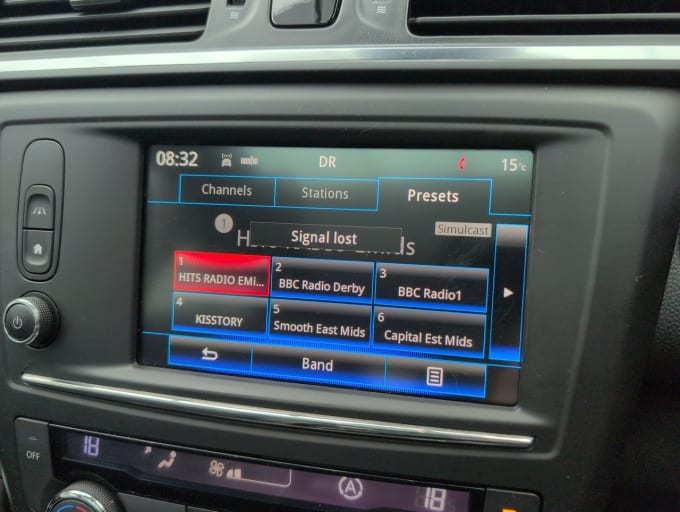 08:32
DR
15°C
Channels
Stations
Presets
1
Simulcast
Signal lost
1
HITS RADIO EMI...
2
BBC Radio Derby
3
BBC Radio1
4
KISSTORY
5
Smooth East Mids
6
Capital Est Mids
Band
OFF
18
A
18